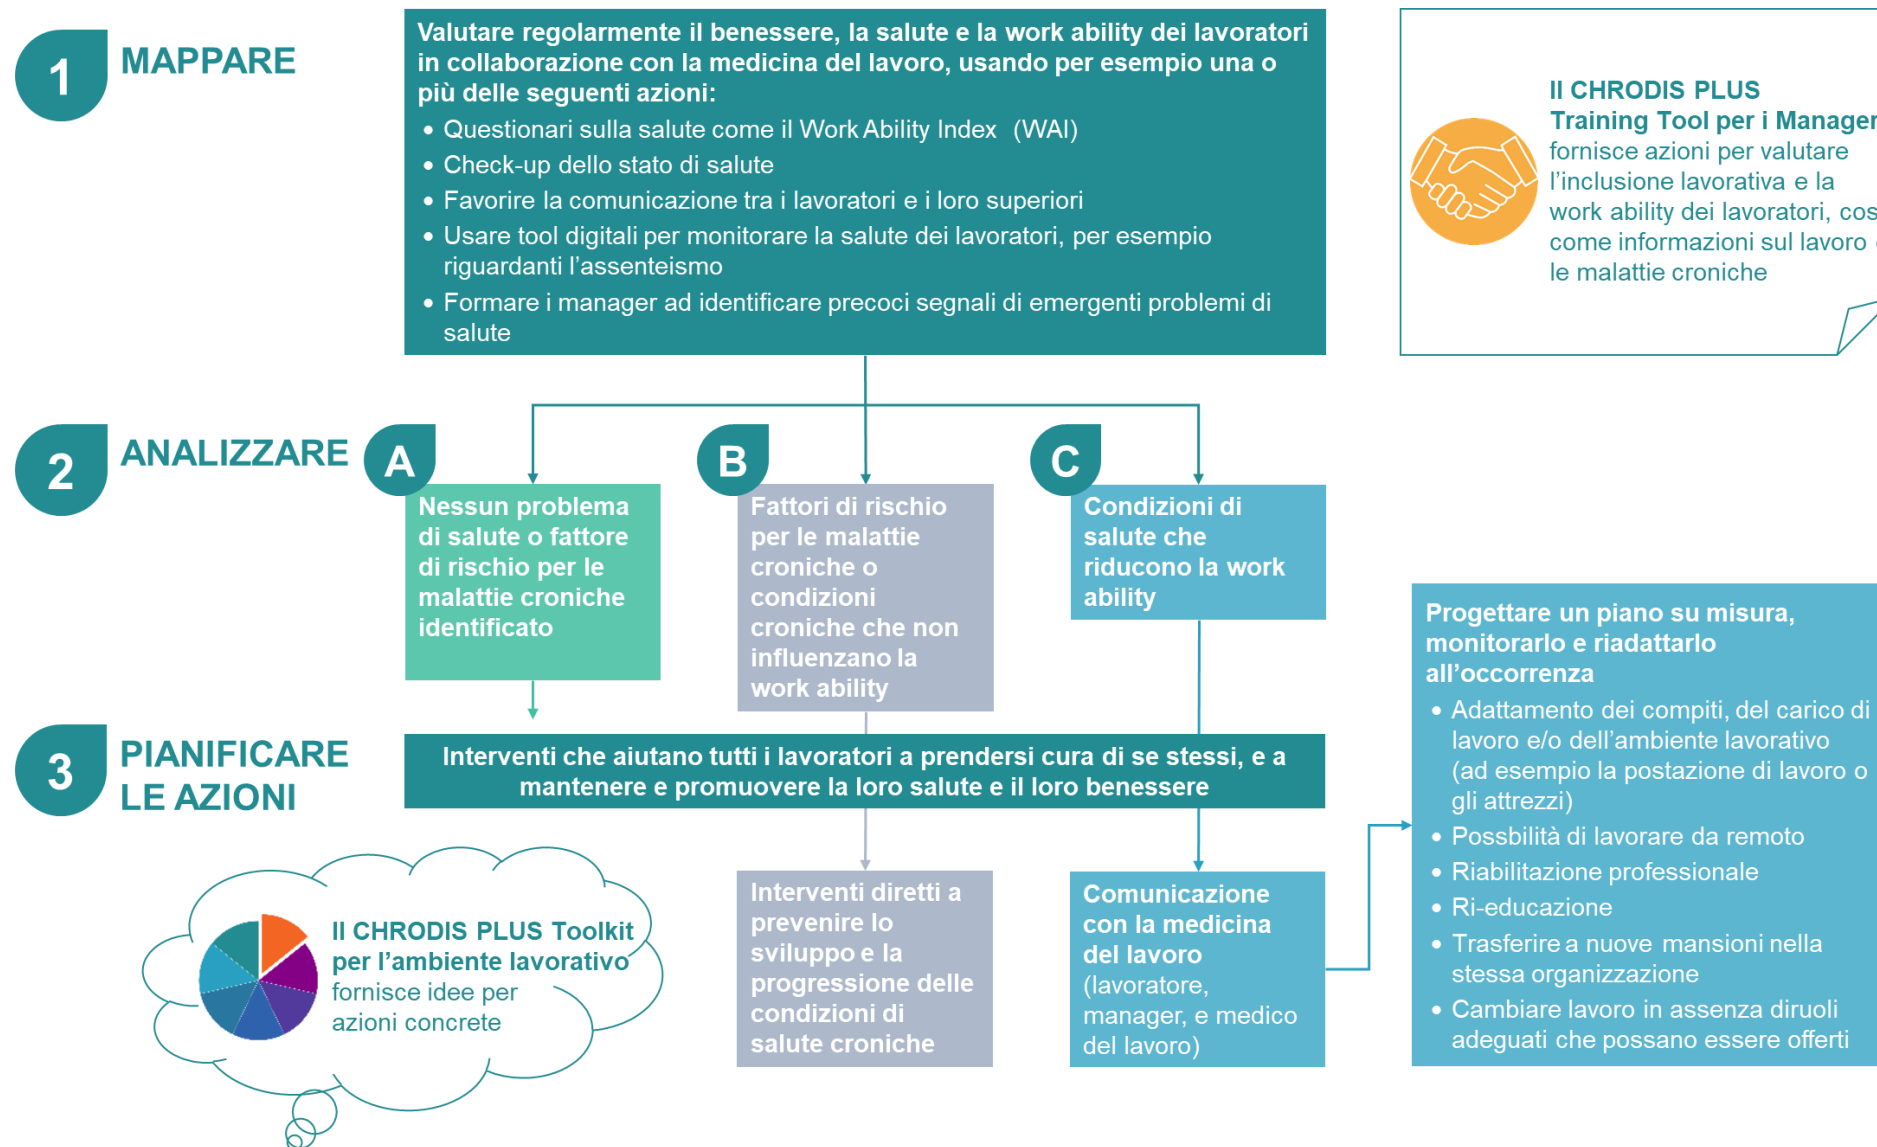 1
MAPPARE
Valutare regolarmente il benessere, la salute e la work ability dei lavoratori
in collaborazione con la medicina del lavoro, usando per esempio una o
più delle seguenti azioni:
• Questionari sulla salute come il Work Ability Index (WAI)
• Check-up dello stato di salute
• Favorire la comunicazione tra i lavoratori e i loro superiori
• Usare tool digitali per monitorare la salute dei lavoratori, per esempio
riguardanti l'assenteismo
• Formare i manager ad identificare precoci segnali di emergenti problemi di
salute
Il CHRODIS PLUS
Training Tool per i Manager
fornisce azioni per valutare
l'inclusione lavorativa e la
work ability dei lavoratori, cos
come informazioni sul lavoro
le malattie croniche
2
ANALIZZARE
A
Nessun problema
di salute o fattore
di rischio per le
malattie croniche
identificato
B
Fattori di rischio
per le malattie
croniche o
condizioni
croniche che non
influenzano la
work ability
C
Condizioni di
salute che
riducono la work
ability
3
PIANIFICARE
LE AZIONI
Interventi che aiutano tutti i lavoratori a prendersi cura di se stessi, e a
mantenere e promuovere la loro salute e il loro benessere
Il CHRODIS PLUS Toolkit
per l'ambiente lavorativo
fornisce idee per
azioni concrete
Interventi diretti a
prevenire lo
sviluppo e la
progressione delle
condizioni di
salute croniche
Comunicazione
con la medicina
del lavoro
(lavoratore,
manager, e medico
del lavoro)
Progettare un piano su misura,
monitorarlo e riadattarlo
all'occorrenza
• Adattamento dei compiti, del carico di
lavoro e/o dell'ambiente lavorativo
(ad esempio la postazione di lavoro o
gli attrezzi)
• Possbilità di lavorare da remoto
• Riabilitazione professionale
• Ri-educazione
• Trasferire a nuove mansioni nella
stessa organizzazione
• Cambiare lavoro in assenza diruoli
adeguati che possano essere offerti